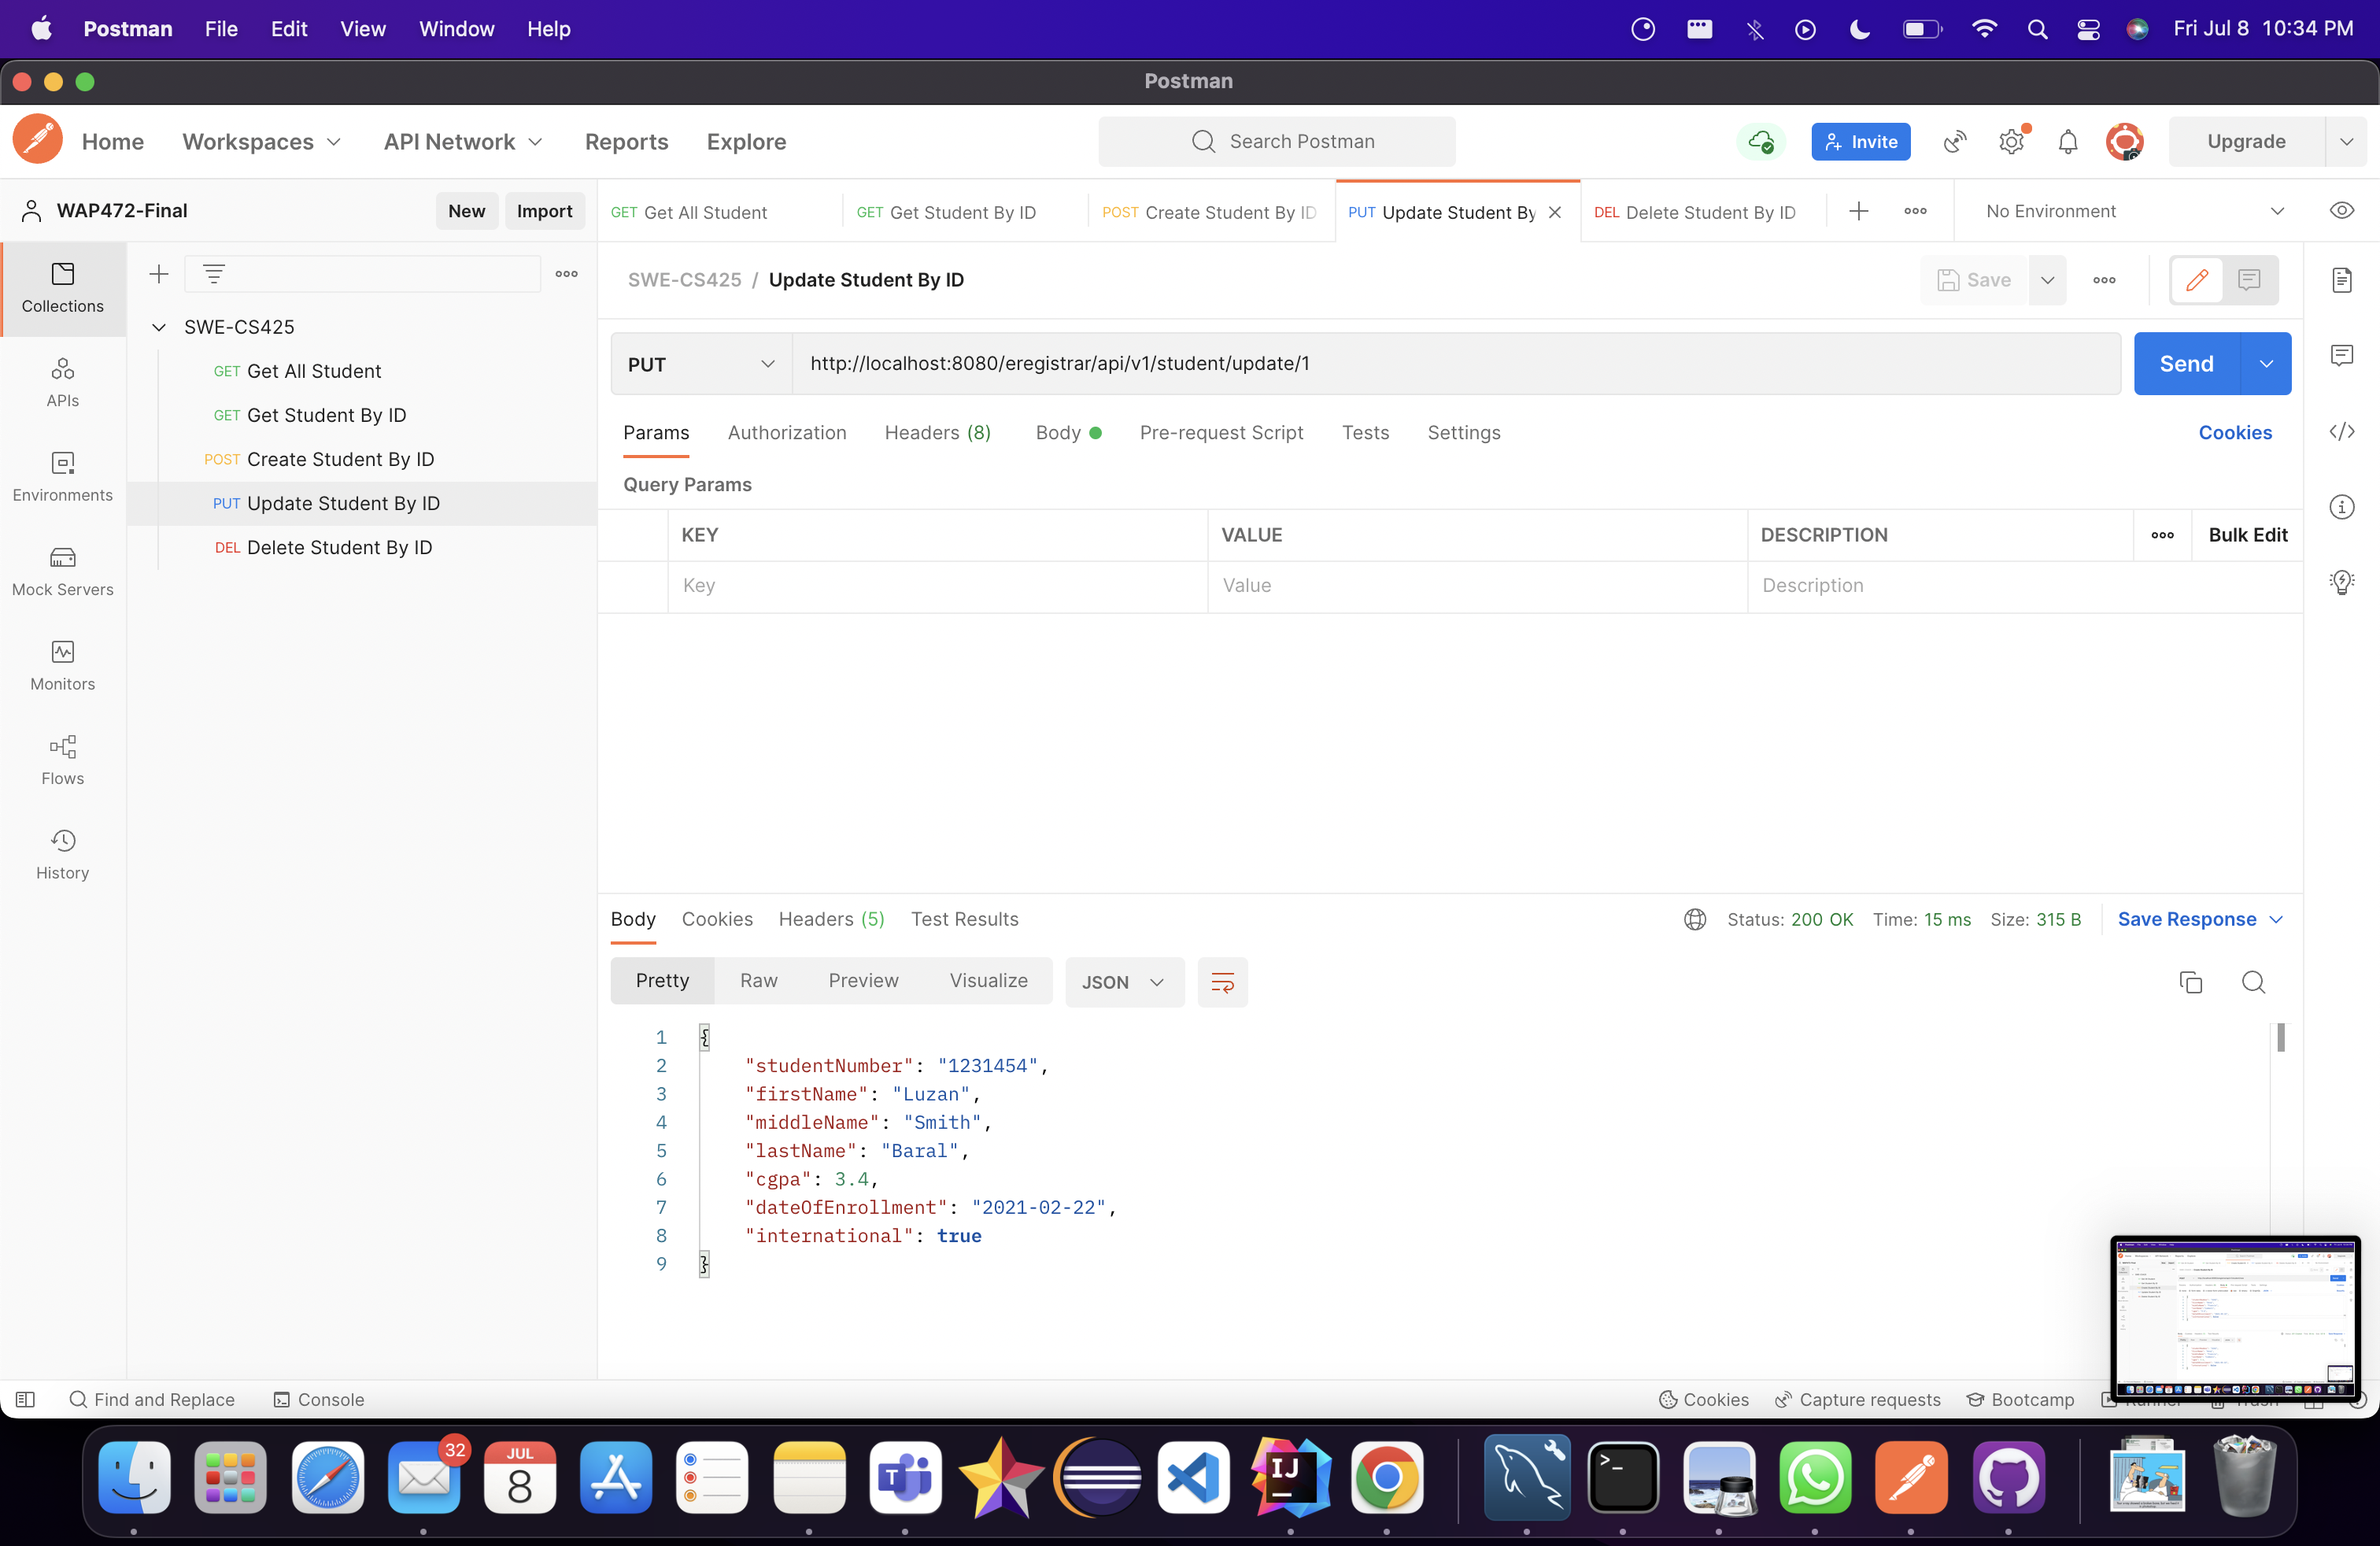 Postman File Edit View Window Help Fri Jul 8 10:34 PM
Postman
Home Workspaces API Network Reports Explore Search Postman Invite Upgrade
WAP472-Final New Import
GET Get All Student GET Get Student By ID POST Create Student By ID PUT Update Student By DEL Delete Student By ID No Environment
Collections
APIs
Environments
Mock Servers
Monitors
Flows
History
SWE-CS425
GET Get All Student
GET Get Student By ID
POST Create Student By ID
PUT Update Student By ID
DEL Delete Student By ID
SWE-CS425 / Update Student By ID Save
PUT http://localhost:8080/eregistrar/api/v1/student/update/1 Send
Params Authorization Headers (8) Body Pre-request Script Tests Settings Cookies
Query Params
KEY VALUE DESCRIPTION Bulk Edit
Key Value Description
Body Cookies Headers (5) Test Results Status: 200 OK Time: 15 ms Size: 315 B Save Response
Pretty Raw Preview Visualize JSON
1 {
2 "studentNumber": "1231454",
3 "firstName": "Luzan",
4 "middleName": "Smith",
5 "lastName": "Baral",
6 "cgpa": 3.4,
7 "dateOfEnrollment": "2021-02-22",
8 "international": true
9 }
Find and Replace Console Cookies Capture requests Bootcamp
32
JUL
8
T
IJ
>_